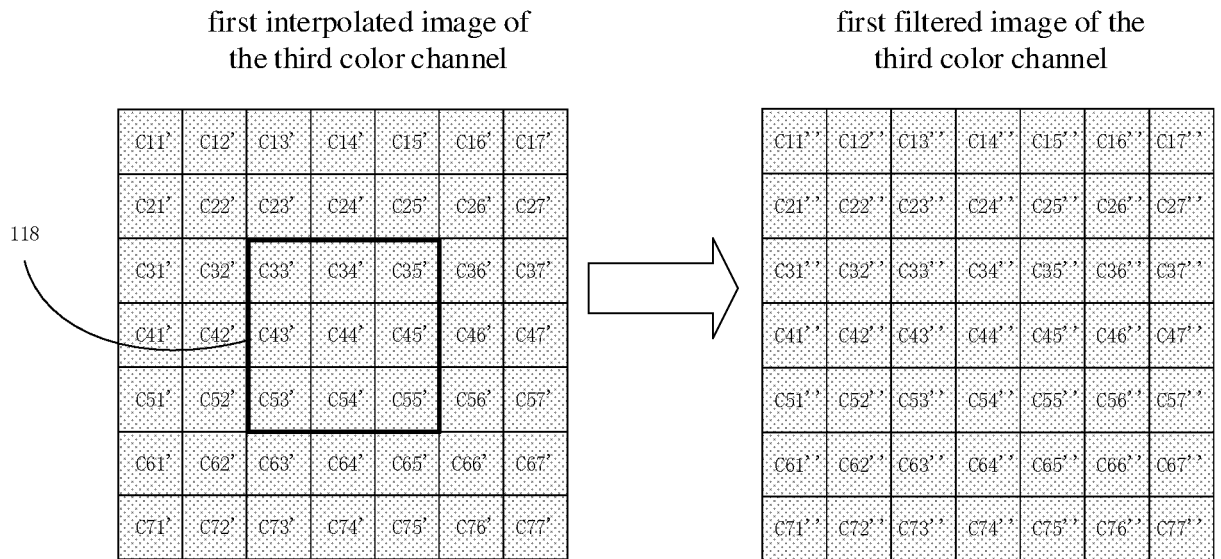 first interpolated image of
the third color channel
first filtered image of the
third color channel
C11' C12' C13' C14' C15' C16' C17'
C21' C22' C23' C24' C25' C26' C27'
C31' C32' C33' C34' C35' C36' C37'
C41' C42' C43' C44' C45' C46' C47'
C51' C52' C53' C54' C55' C56' C57'
C61' C62' C63' C64' C65' C66' C67'
C71' C72' C73' C74' C75' C76' C77'
118
C11'' C12'' C13'' C14'' C15'' C16'' C17''
C21'' C22'' C23'' C24'' C25'' C26'' C27''
C31'' C32'' C33'' C34'' C35'' C36'' C37''
C41'' C42'' C43'' C44'' C45'' C46'' C47''
C51'' C52'' C53'' C54'' C55'' C56'' C57''
C61'' C62'' C63'' C64'' C65'' C66'' C67''
C71'' C72'' C73'' C74'' C75'' C76'' C77''